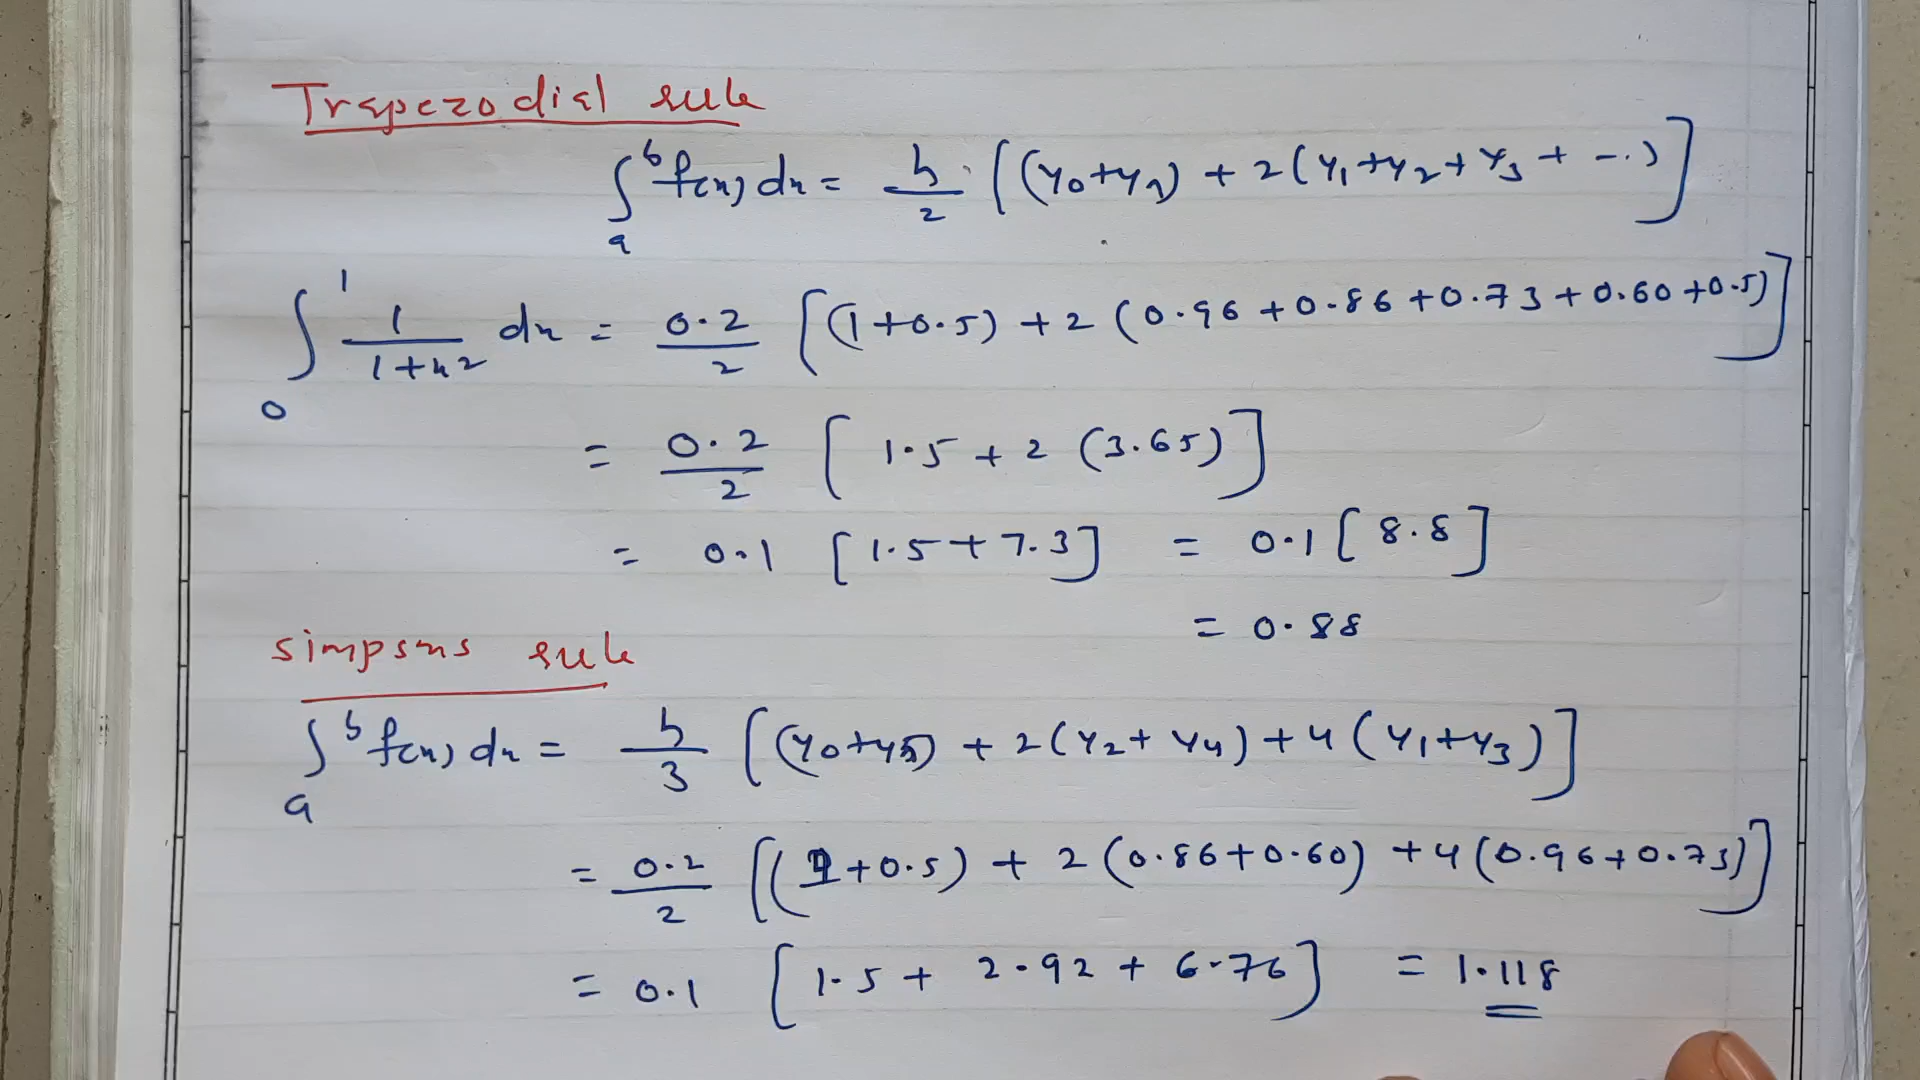 Trapezodial rule
∫_a^b f(x) dx = h/2 [(y0+yn) + 2(y1+y2+y3+--.)]
∫_0^1 1/(1+x2) dx = 0.2/2 [(1+0.5) + 2 (0.96+0.86+0.73+0.60+0.5)]
= 0.2/2 [1.5 + 2 (3.65)]
= 0.1 [1.5+7.3] = 0.1 [8.8]
= 0.88
simpsons rule
∫_a^b f(x) dx = h/3 [(y0+y5) + 2(y2+y4) + 4(y1+y3)]
= 0.2/2 [(1+0.5) + 2(0.86+0.60) + 4(0.96+0.73)]
= 0.1 [1.5 + 2.92 + 6.76] = 1.118